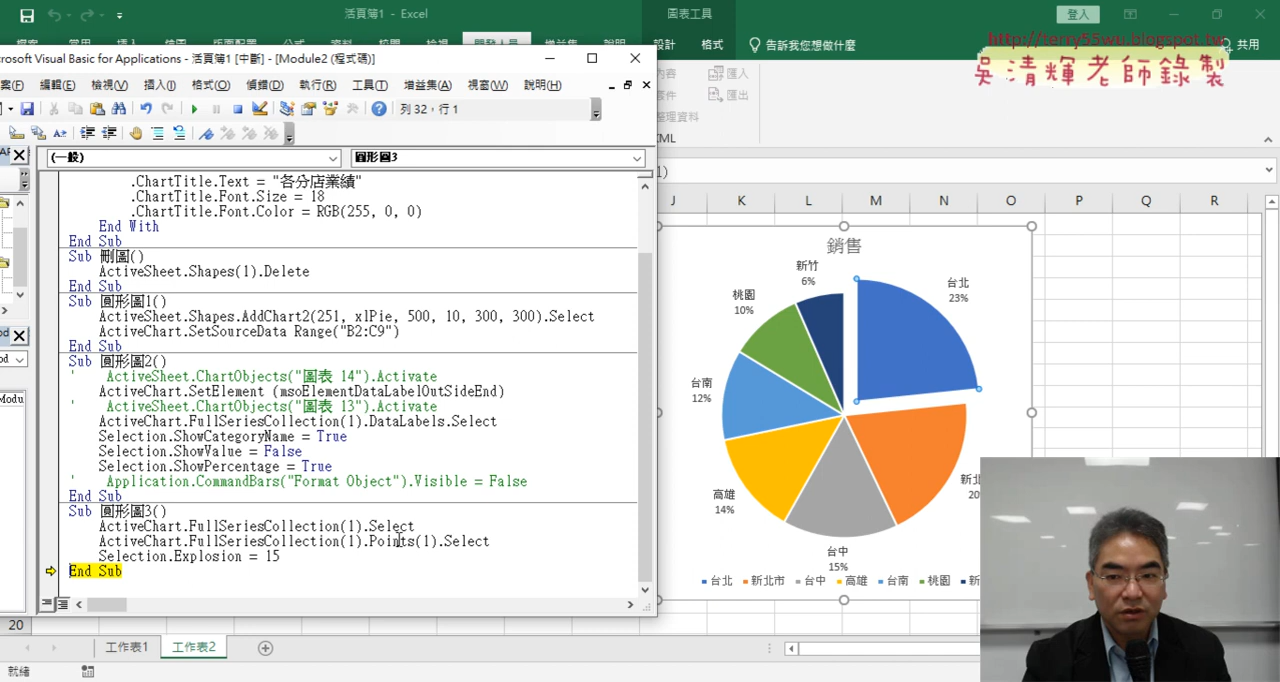 活頁簿1 - Excel
圖表工具
登入
設計
格式
告訴我您想做什麼
共用
http://terry55wu.blogspot.tw
吳清輝老師錄製
匯入
匯出
rosoft Visual Basic for Applications - 活頁簿1 [中斷] - [Module2 (程式碼)]
案(F) 編輯(E) 檢視(V) 插入(I) 格式(O) 偵錯(D) 執行(R) 工具(T) 增益集(A) 視窗(W) 說明(H)
列 32，行 1
(一般)
圓形圖3
.ChartTitle.Text = "各分店業績"
.ChartTitle.Font.Size = 18
.ChartTitle.Font.Color = RGB(255, 0, 0)
End With
End Sub
Sub 刪圖()
ActiveSheet.Shapes(1).Delete
End Sub
Sub 圓形圖1()
ActiveSheet.Shapes.AddChart2(251, xlPie, 500, 10, 300, 300).Select
ActiveChart.SetSourceData Range("B2:C9")
End Sub
Sub 圓形圖2()
' ActiveSheet.ChartObjects("圖表 14").Activate
ActiveChart.SetElement (msoElementDataLabelOutSideEnd)
' ActiveSheet.ChartObjects("圖表 13").Activate
ActiveChart.FullSeriesCollection(1).DataLabels.Select
Selection.ShowCategoryName = True
Selection.ShowValue = False
Selection.ShowPercentage = True
' Application.CommandBars("Format Object").Visible = False
End Sub
Sub 圓形圖3()
ActiveChart.FullSeriesCollection(1).Select
ActiveChart.FullSeriesCollection(1).Points(1).Select
Selection.Explosion = 15
End Sub
J K L M N O P Q R
銷售
新竹
6%
台北
23%
桃園
10%
台南
12%
高雄
14%
台中
15%
新北
20
台北 新北市 台中 高雄 台南 桃園 新
20
工作表1
工作表2
就緒